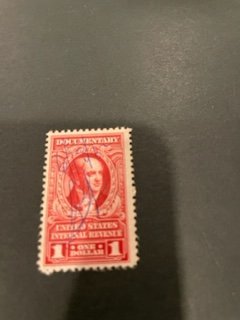 DOCUMENTARY
UNITED STATES
INTERNAL REVENUE
1 ONE DOLLAR 1